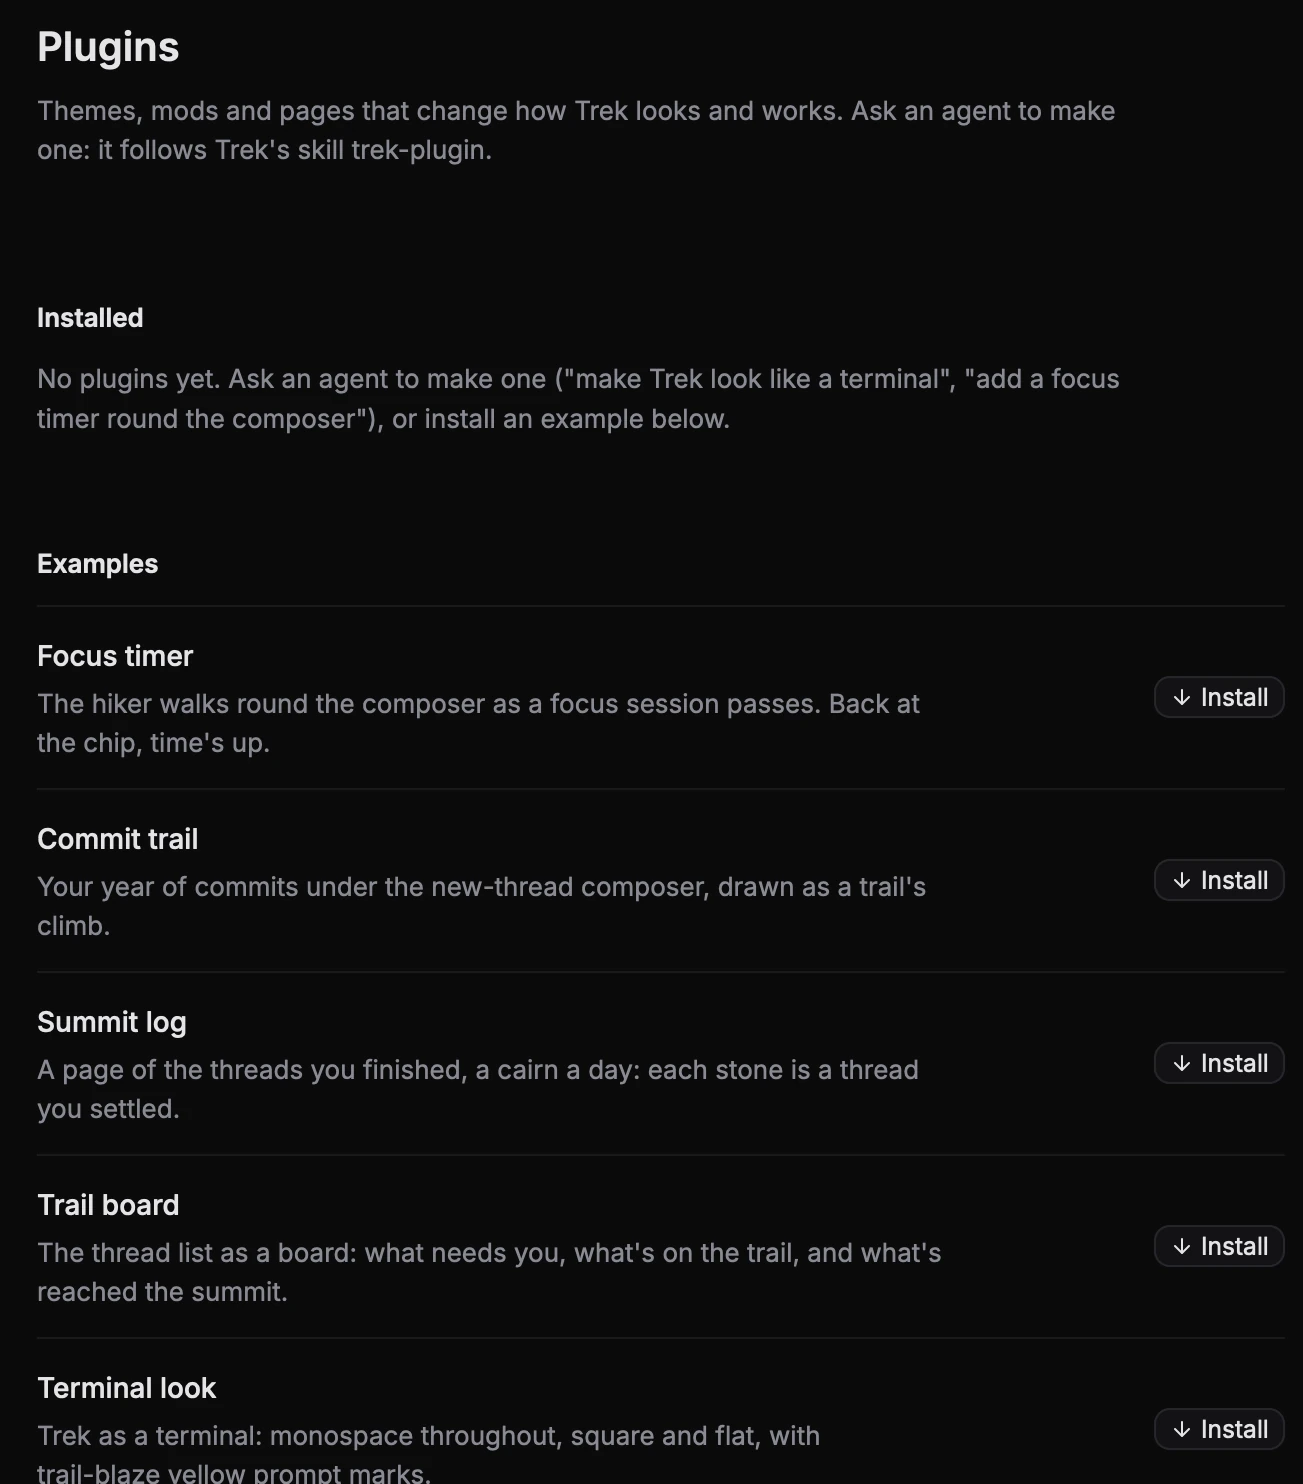 Plugins
Themes, mods and pages that change how Trek looks and works. Ask an agent to make
one: it follows Trek's skill trek-plugin.
Installed
No plugins yet. Ask an agent to make one ("make Trek look like a terminal", "add a focus
timer round the composer"), or install an example below.
Examples
Focus timer
The hiker walks round the composer as a focus session passes. Back at
the chip, time's up.
↓ Install
Commit trail
Your year of commits under the new-thread composer, drawn as a trail's
climb.
↓ Install
Summit log
A page of the threads you finished, a cairn a day: each stone is a thread
you settled.
↓ Install
Trail board
The thread list as a board: what needs you, what's on the trail, and what's
reached the summit.
↓ Install
Terminal look
Trek as a terminal: monospace throughout, square and flat, with
trail-blaze yellow prompt marks.
↓ Install